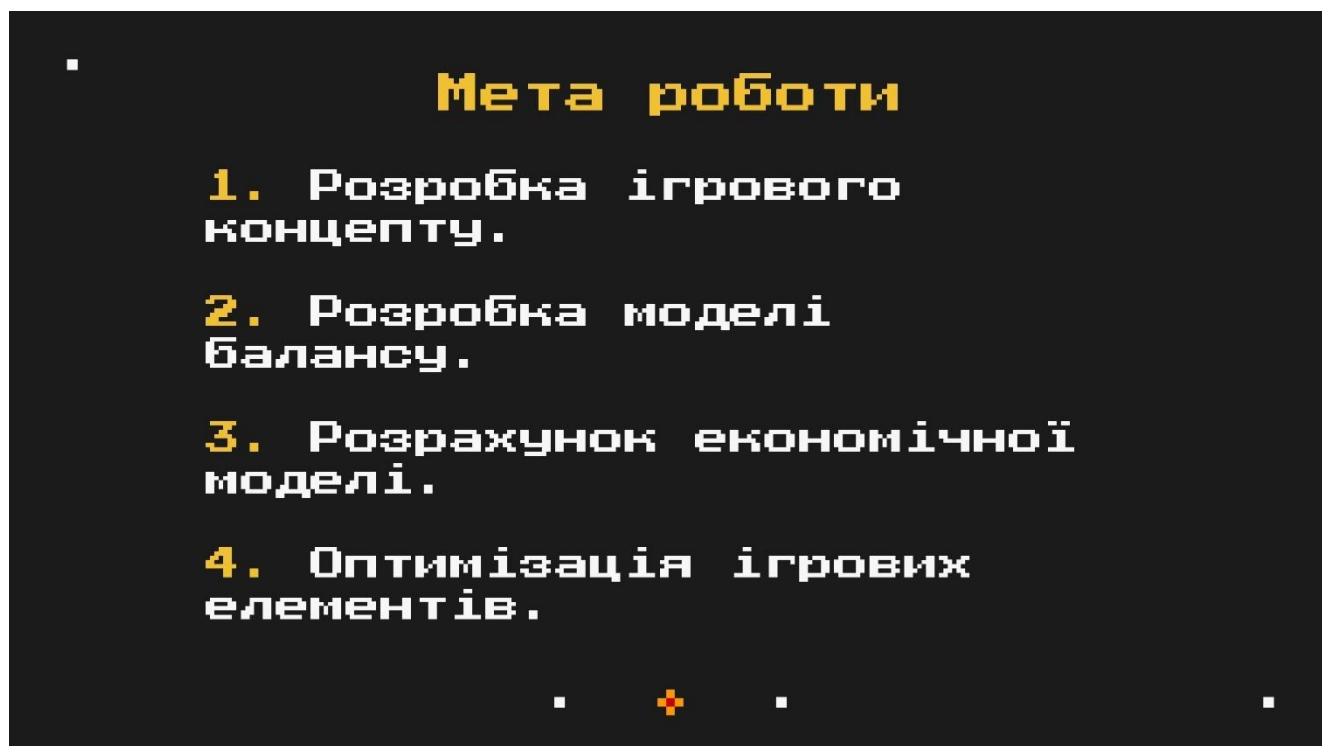 Мета роботи
1. Розробка ігрового
концепту.
2. Розробка моделі
балансу.
3. Розрахунок економічної
моделі.
4. Оптимізація ігрових
елементів.